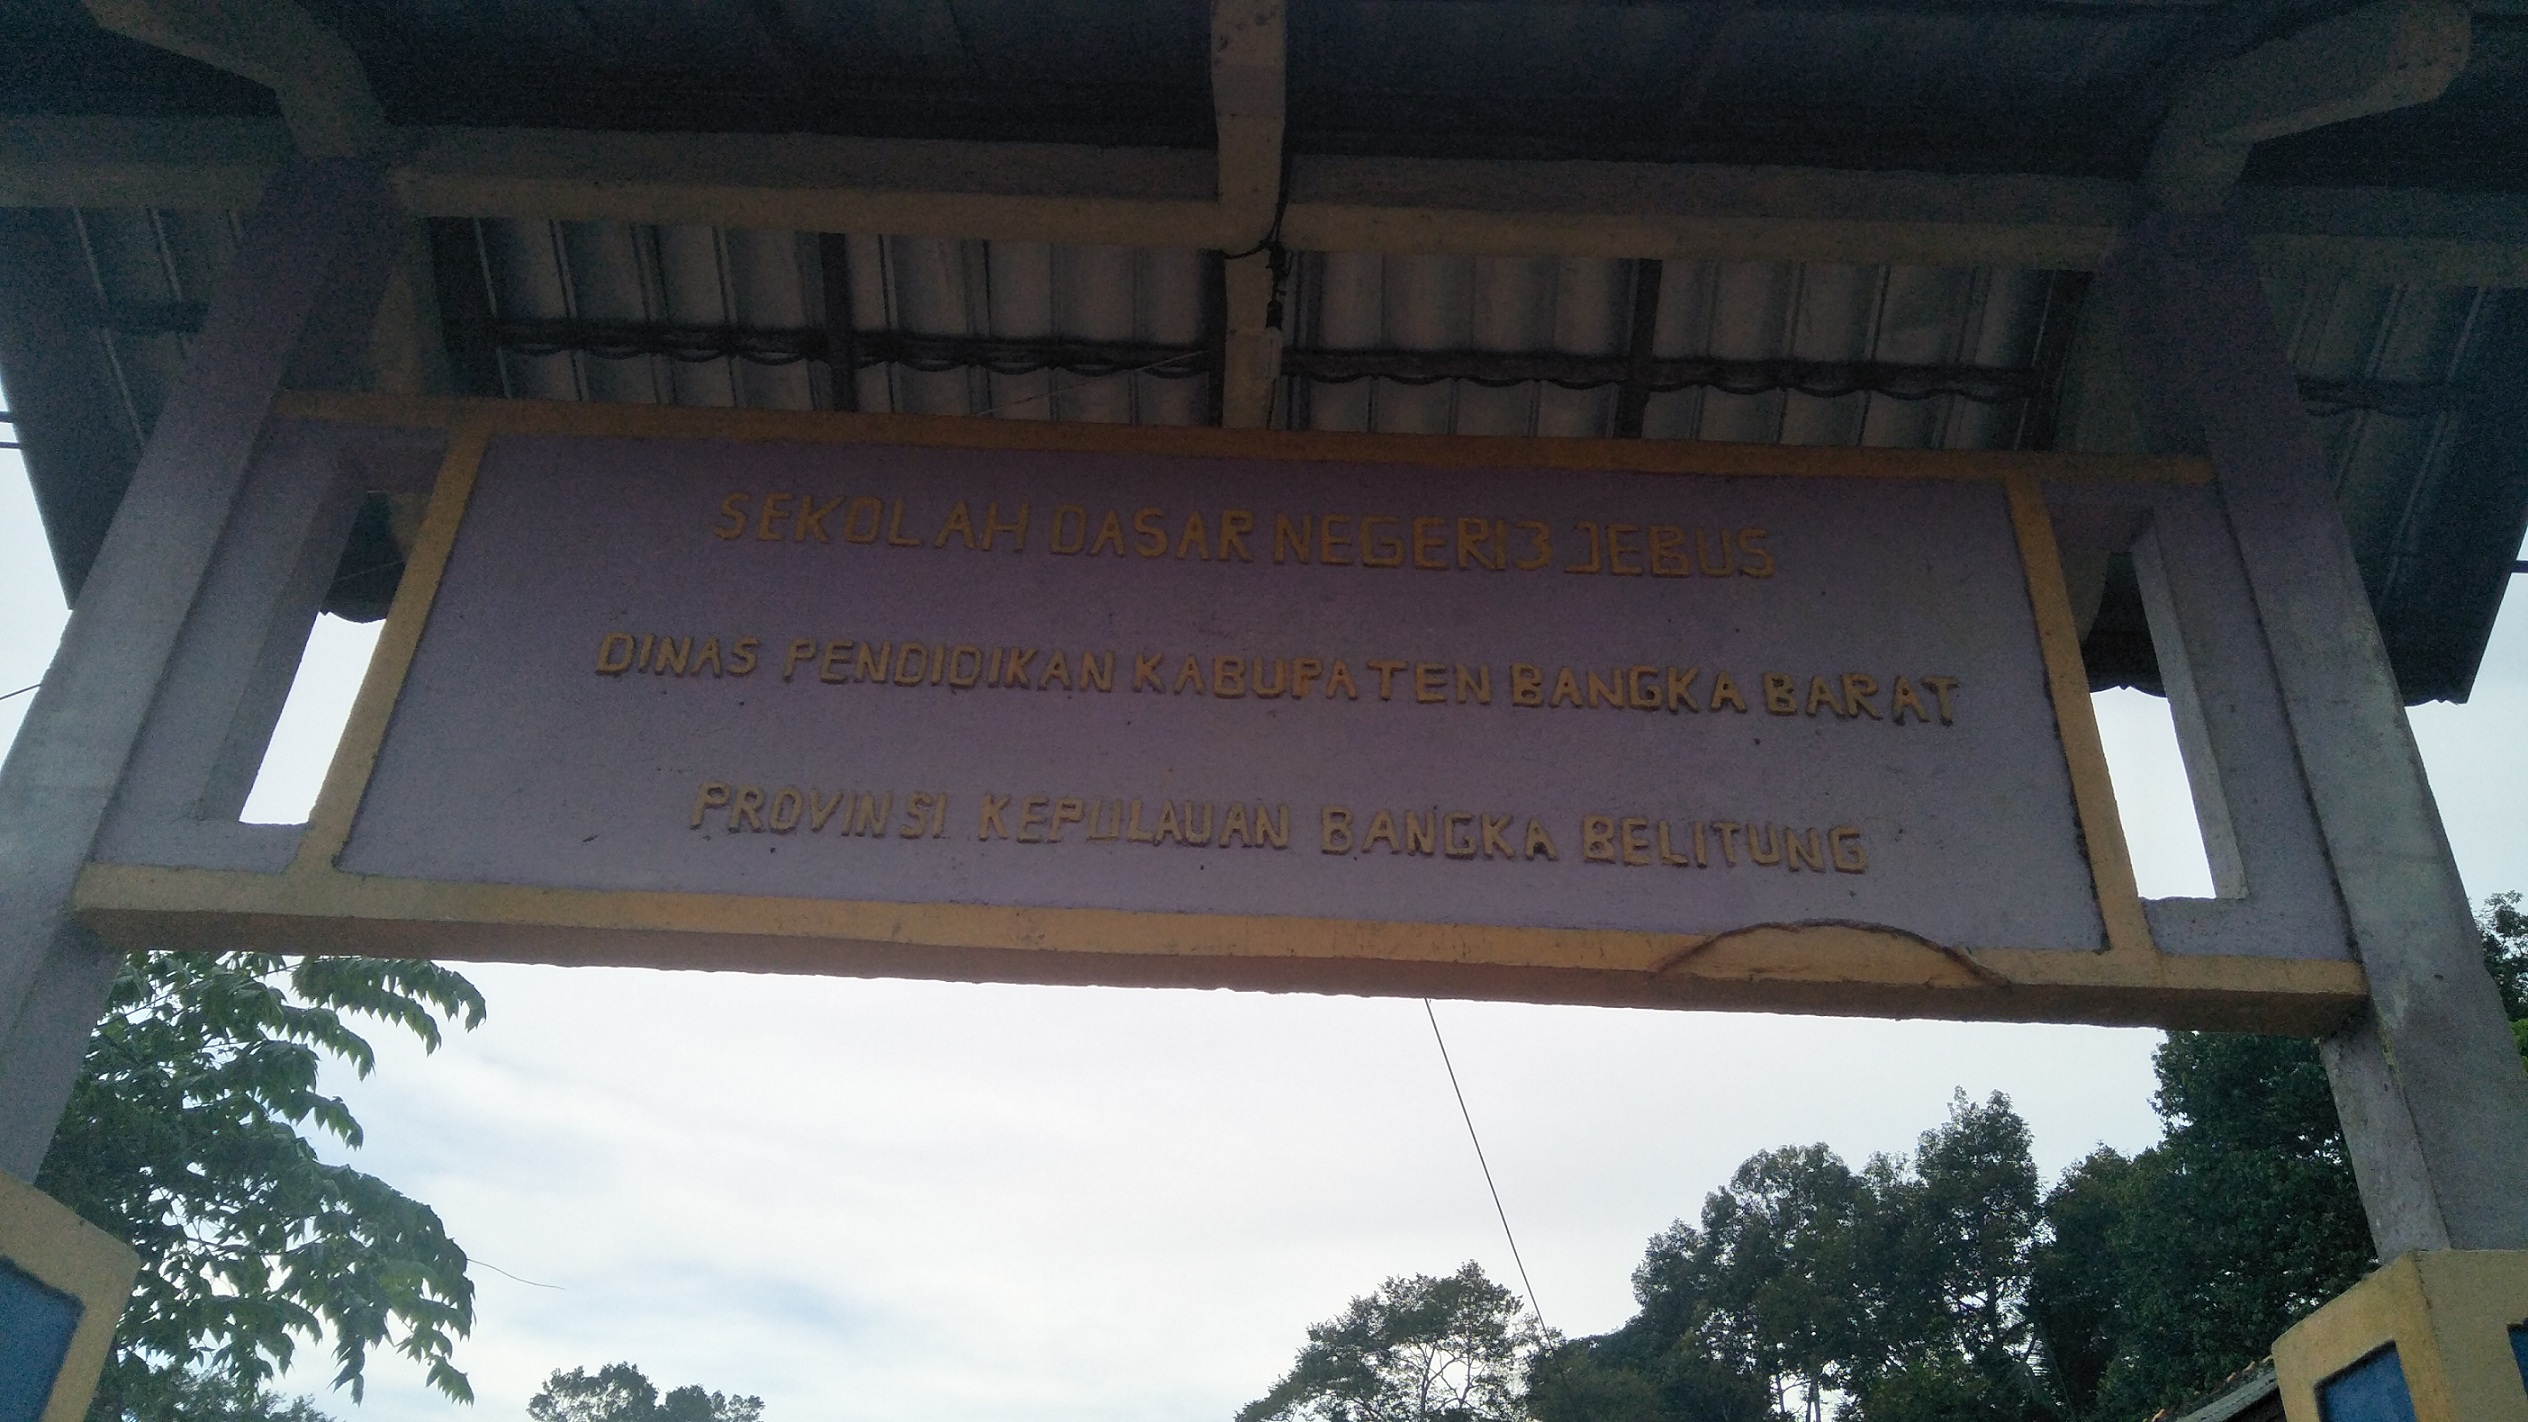 SEKOLAH DASAR NEGERI 3 JEBUS
DINAS PENDIDIKAN KABUPATEN BANGKA BARAT
PROVINSI KEPULAUAN BANGKA BELITUNG